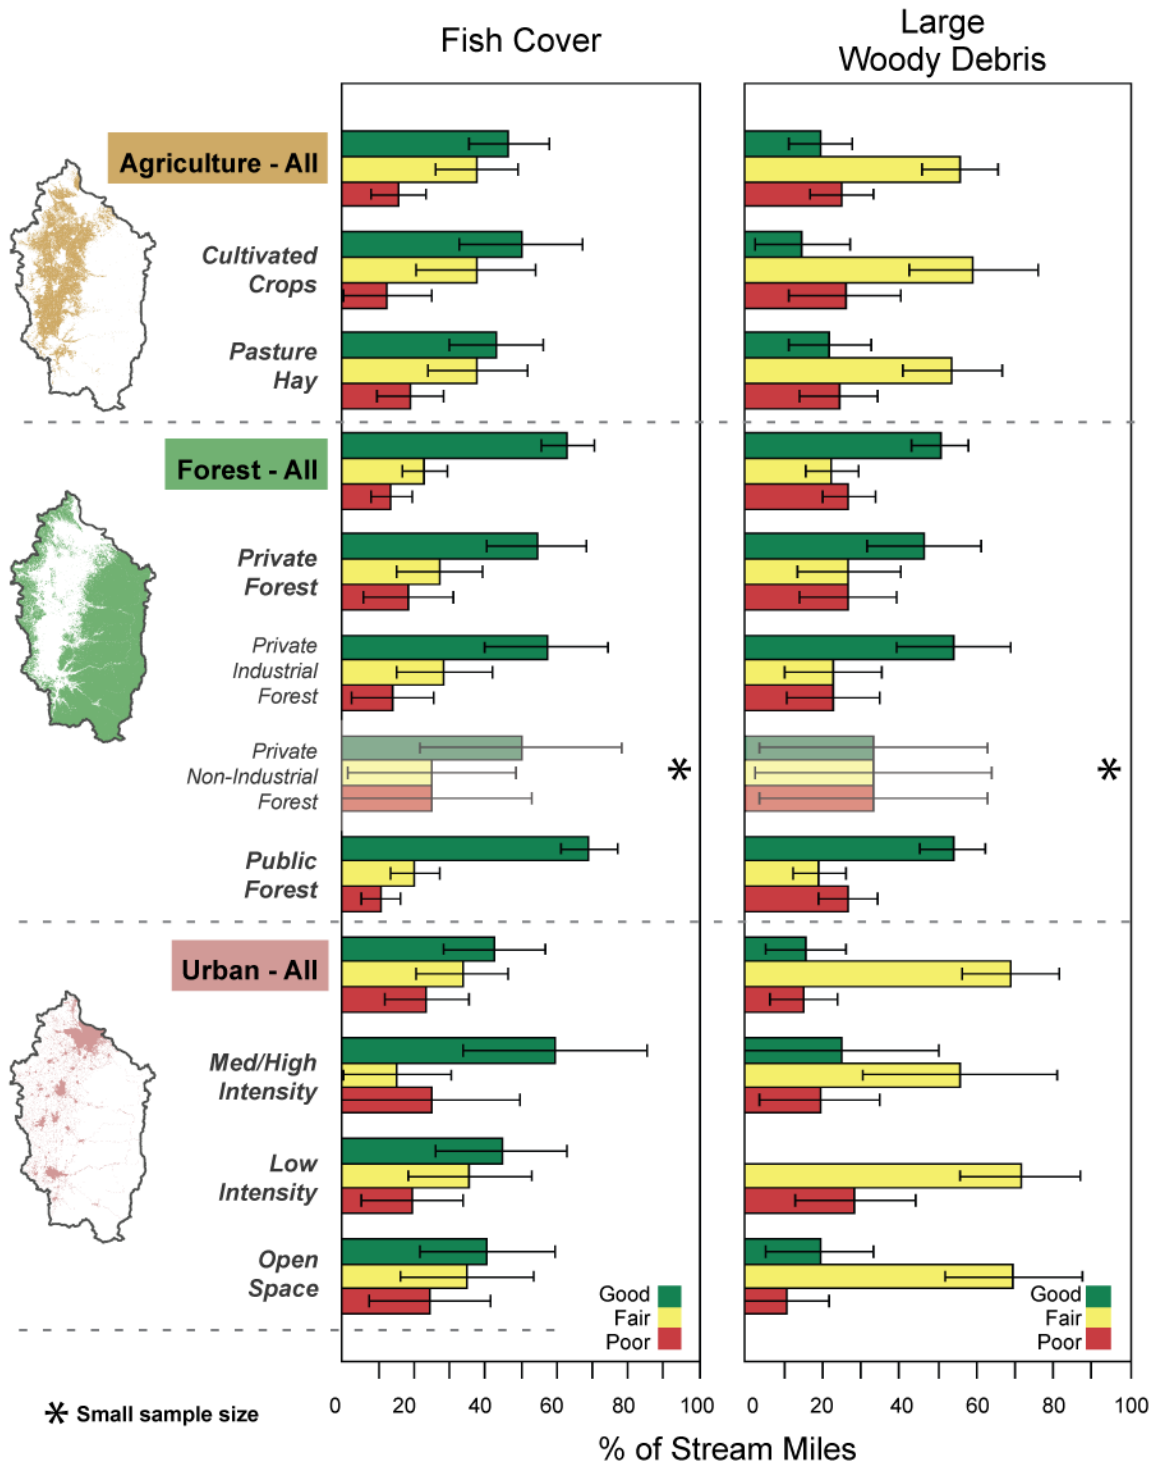 Fish Cover
Large
Woody Debris
Agriculture - All
Cultivated
Crops
Pasture
Hay
Forest - All
Private
Forest
Private
Industrial
Forest
Private
Non-Industrial
Forest
*
*
Public
Forest
Urban - All
Med/High
Intensity
Low
Intensity
Open
Space
Good
Fair
Poor
Good
Fair
Poor
0 20 40 60 80 100
0 20 40 60 80 100
* Small sample size
% of Stream Miles